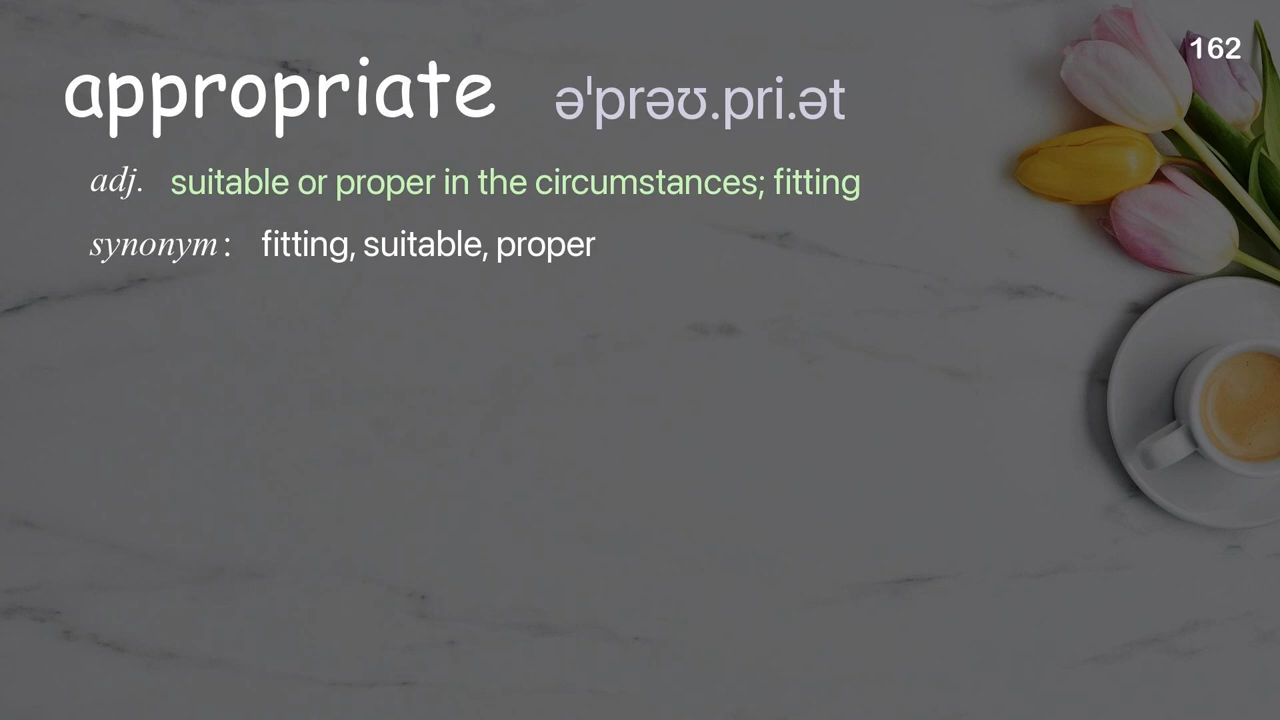 162
appropriate əˈprəʊ.pri.ət
adj. suitable or proper in the circumstances; fitting
synonym: fitting, suitable, proper